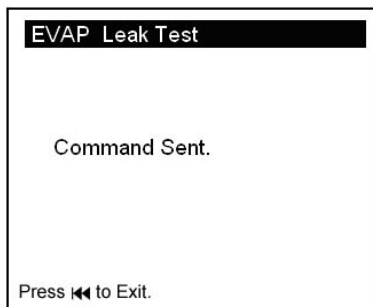 EVAP Leak Test
Command Sent.
Press ⏮ to Exit.